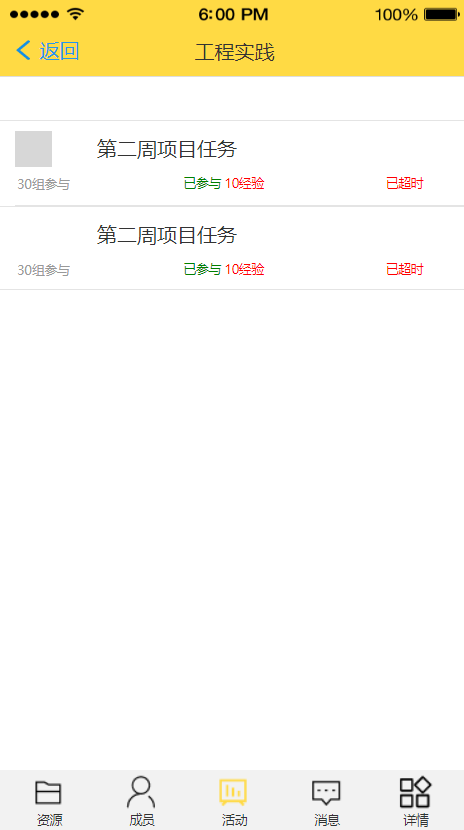 6:00 PM 100%
返回 工程实践
第二周项目任务
30组参与 已参与 10经验 已超时
第二周项目任务
30组参与 已参与 10经验 已超时
资源 成员 活动 消息 详情